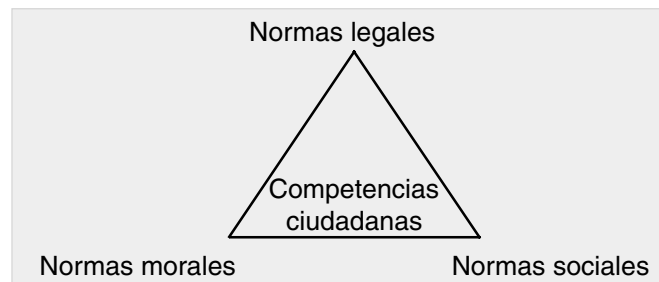 Normas legales
Competencias
ciudadanas
Normas morales
Normas sociales